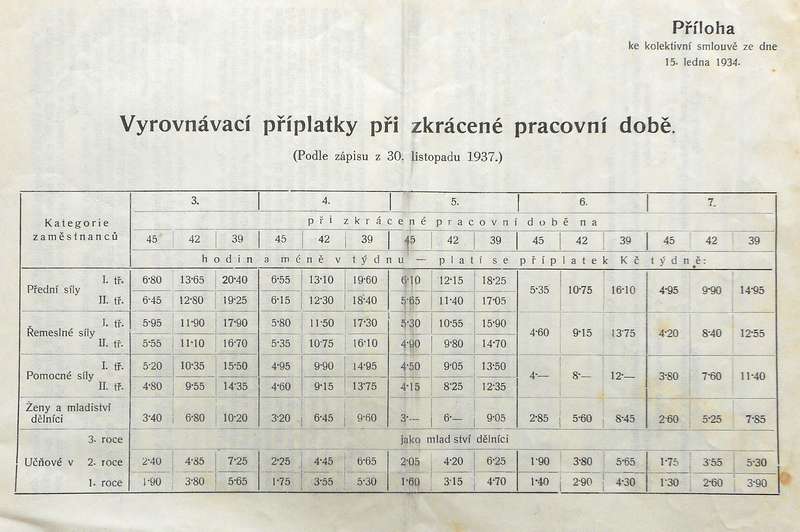 Příloha
ke kolektivní smlouvě ze dne
15. ledna 1934.
Vyrovnávací příplatky při zkrácené pracovní době.
(Podle zápisu z 30. listopadu 1937.)
Kategorie zaměstnanců
3. 4. 5. 6. 7.
při zkrácené pracovní době na
45 42 39 45 42 39 45 42 39 45 42 39 45 42 39
hodin a méně v týdnu — platí se příplatek Kč týdně:
Přední síly
I. tř. 6·80 13·65 20·40 6·55 13·10 19·60 6·10 12·15 18·25
5·35 10·75 16·10 4·95 9·90 14·95
II. tř. 6·45 12·80 19·25 6·15 12·30 18·40 5·65 11·40 17·05
Řemeslné síly
I. tř. 5·95 11·90 17·90 5·80 11·50 17·30 5·30 10·55 15·90
4·60 9·15 13·75 4·20 8·40 12·55
II. tř. 5·55 11·10 16·70 5·35 10·75 16·10 4·90 9·80 14·70
Pomocné síly
I. tř. 5·20 10·35 15·50 4·95 9·90 14·95 4·50 9·05 13·50
4·— 8·— 12·— 3·80 7·60 11·40
II. tř. 4·80 9·55 14·35 4·60 9·15 13·75 4·15 8·25 12·35
Ženy a mladiství
dělníci 3·40 6·80 10·20 3·20 6·45 9·60 3·— 6·— 9·05 2·85 5·60 8·45 2·60 5·25 7·85
3. roce jako mlad ství dělníci
Učňové v 2. roce 2·40 4·85 7·25 2·25 4·45 6·65 2·05 4·20 6·25 1·90 3·80 5·65 1·75 3·55 5·30
1. roce 1·90 3·80 5·65 1·75 3·55 5·30 1·60 3·15 4·70 1·40 2·90 4·30 1·30 2·60 3·90